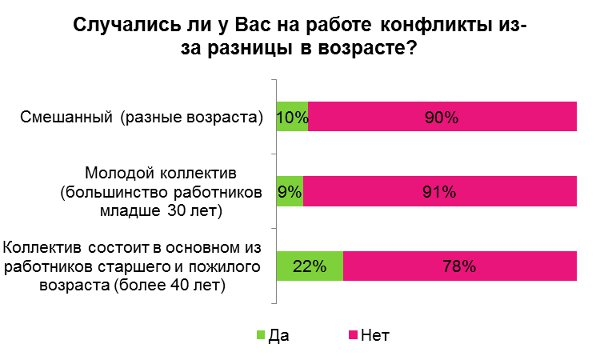 Случались ли у Вас на работе конфликты из-
за разницы в возрасте?
Смешанный (разные возраста)
10%
90%
Молодой коллектив
(большинство работников
младше 30 лет)
9%
91%
Коллектив состоит в основном из
работников старшего и пожилого
возраста (более 40 лет)
22%
78%
Да
Нет